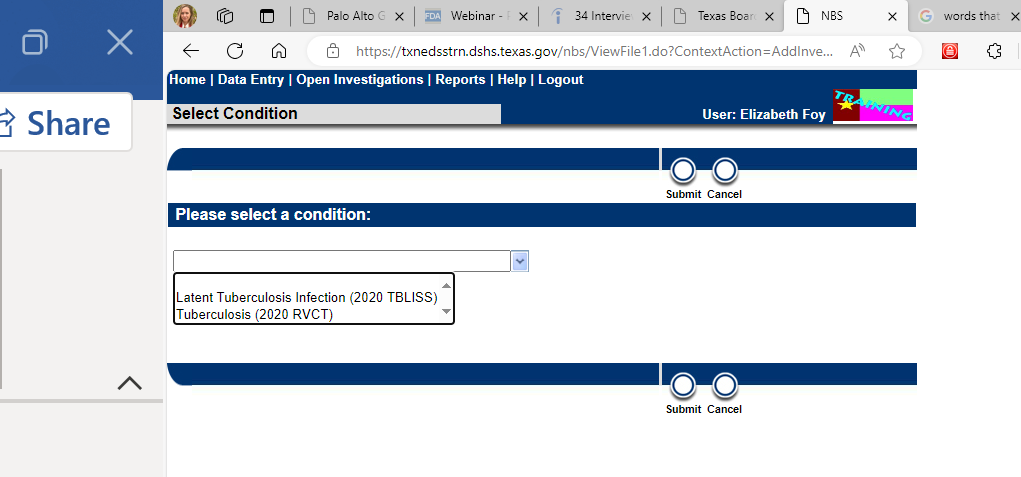 Palo Alto G
Webinar - F
34 Intervie
Texas Boar
NBS
words that
https://txnedsstrn.dshs.texas.gov/nbs/ViewFile1.do?ContextAction=AddInve...
Share
Home | Data Entry | Open Investigations | Reports | Help | Logout
Select Condition
User: Elizabeth Foy
TRAINING
Submit Cancel
Please select a condition:
Latent Tuberculosis Infection (2020 TBLISS)
Tuberculosis (2020 RVCT)
Submit Cancel